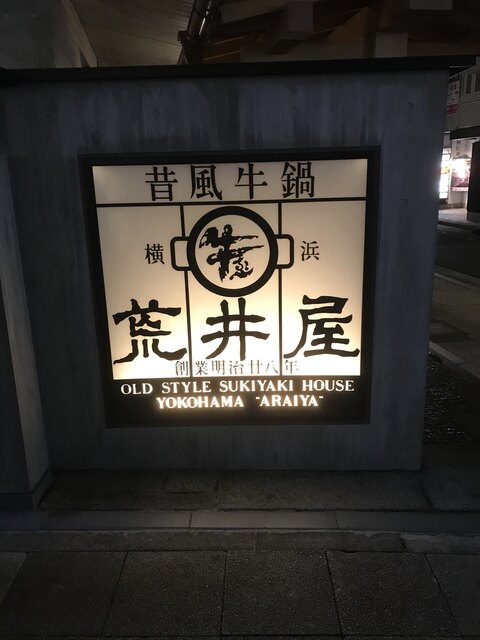 昔風牛鍋
横浜
荒井屋
創業明治廿八年
OLD STYLE SUKIYAKI HOUSE
YOKOHAMA "ARAIYA"